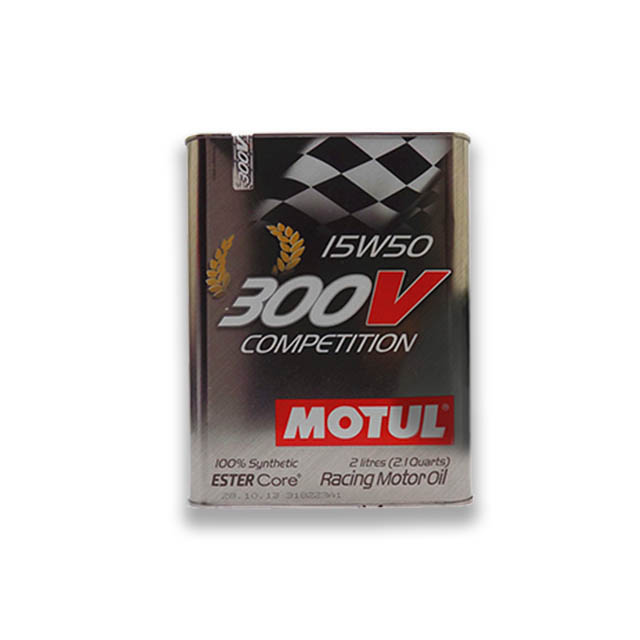 300V
15W50
300V
COMPETITION
MOTUL®
100% Synthetic
2 litres (2.1 Quarts)
ESTER Core®
Racing Motor Oil